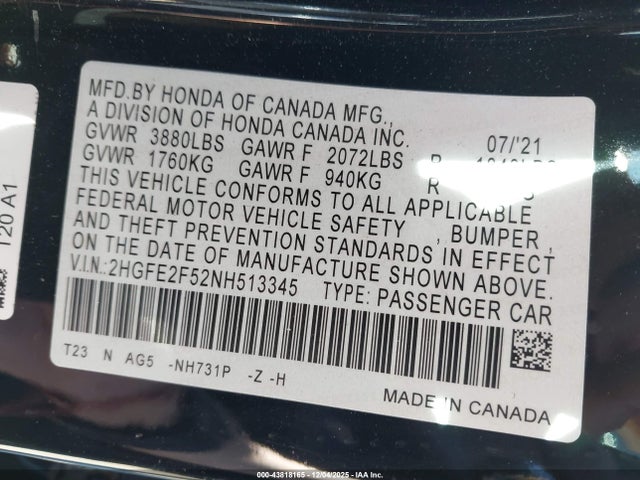 MFD.BY HONDA OF CANADA MFG.,
A DIVISION OF HONDA CANADA INC. 07/'21
GVWR 3880LBS GAWR F 2072LBS R
GVWR 1760KG GAWR F 940KG R
THIS VEHICLE CONFORMS TO ALL APPLICABLE
FEDERAL MOTOR VEHICLE SAFETY , BUMPER ,
AND THEFT PREVENTION STANDARDS IN EFFECT
ON THE DATE OF MANUFACTURE SHOWN ABOVE.
V.I.N.:2HGFE2F52NH513345 TYPE: PASSENGER CAR
T23 N AG5 -NH731P -Z -H
MADE IN CANADA
T20 A1
000-43818165 - 12/04/2025 - IAA Inc.